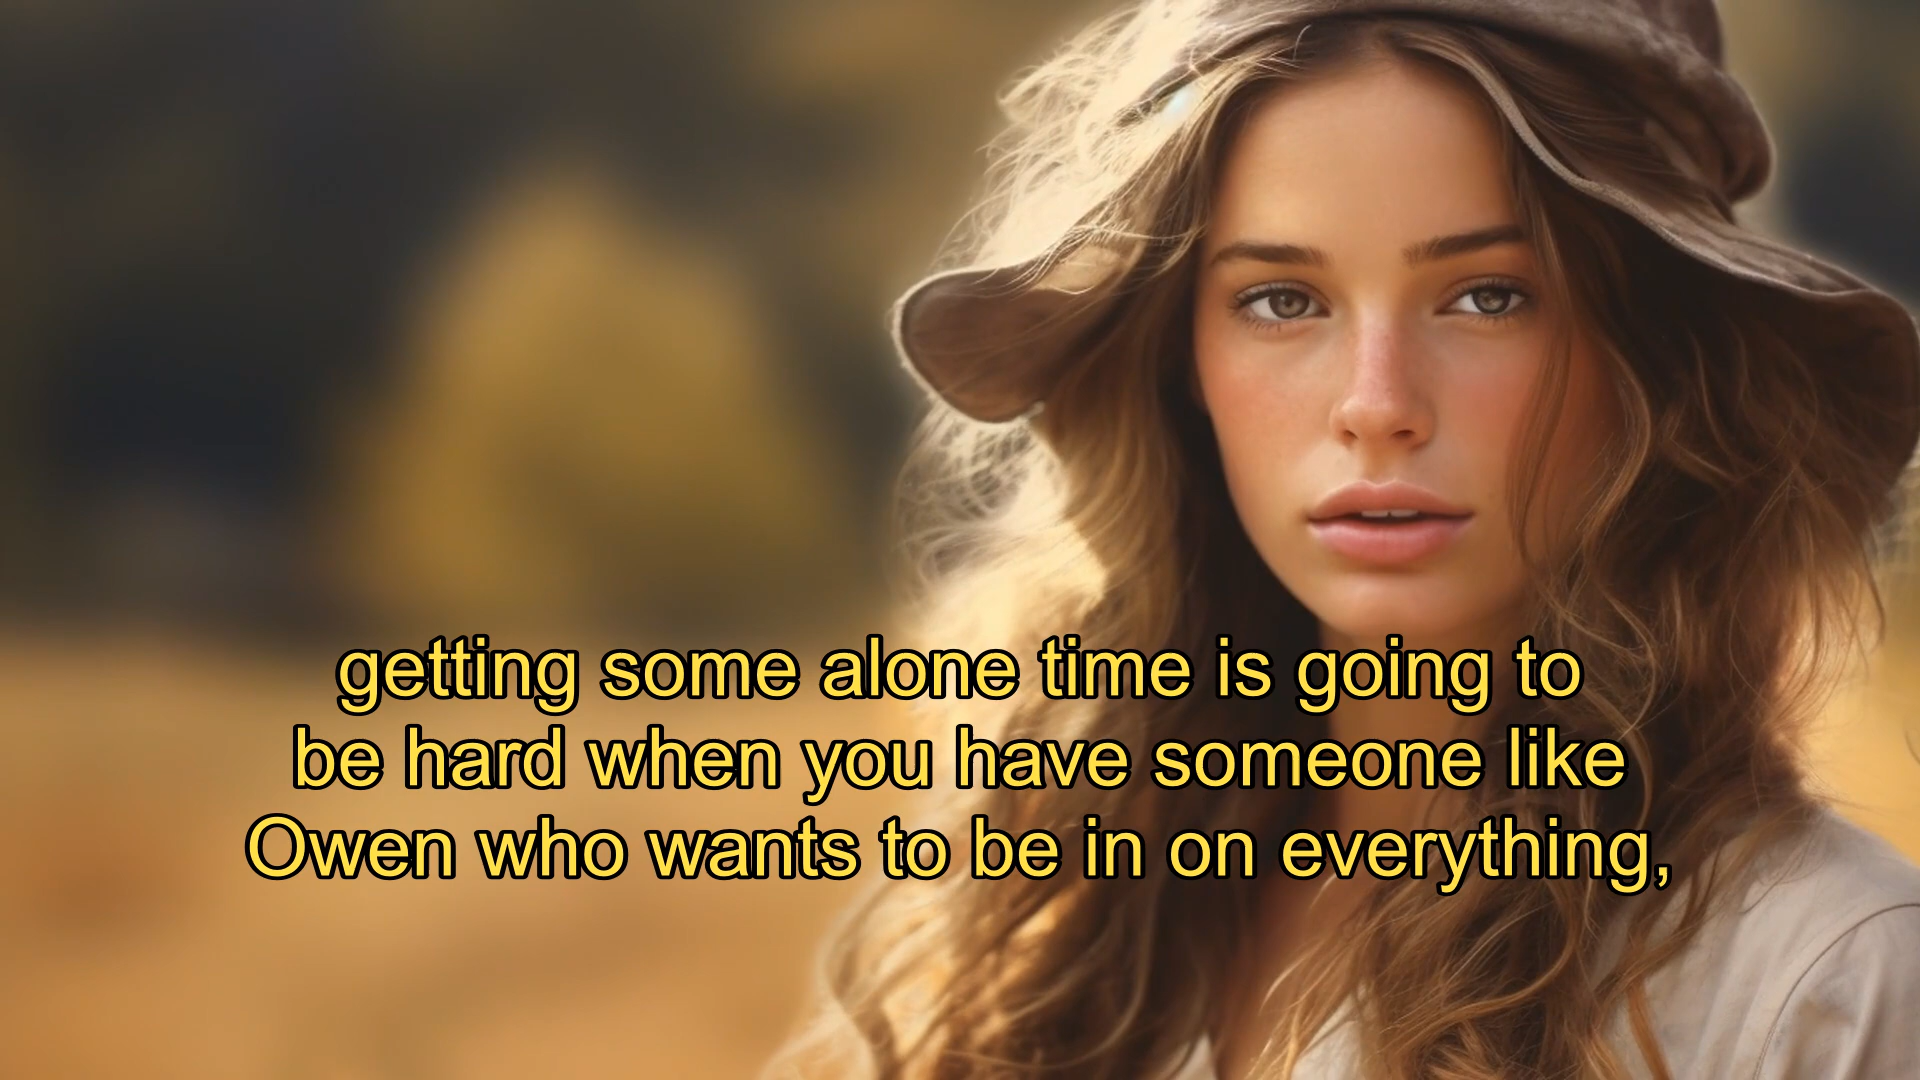 getting some alone time is going to
be hard when you have someone like
Owen who wants to be in on everything,